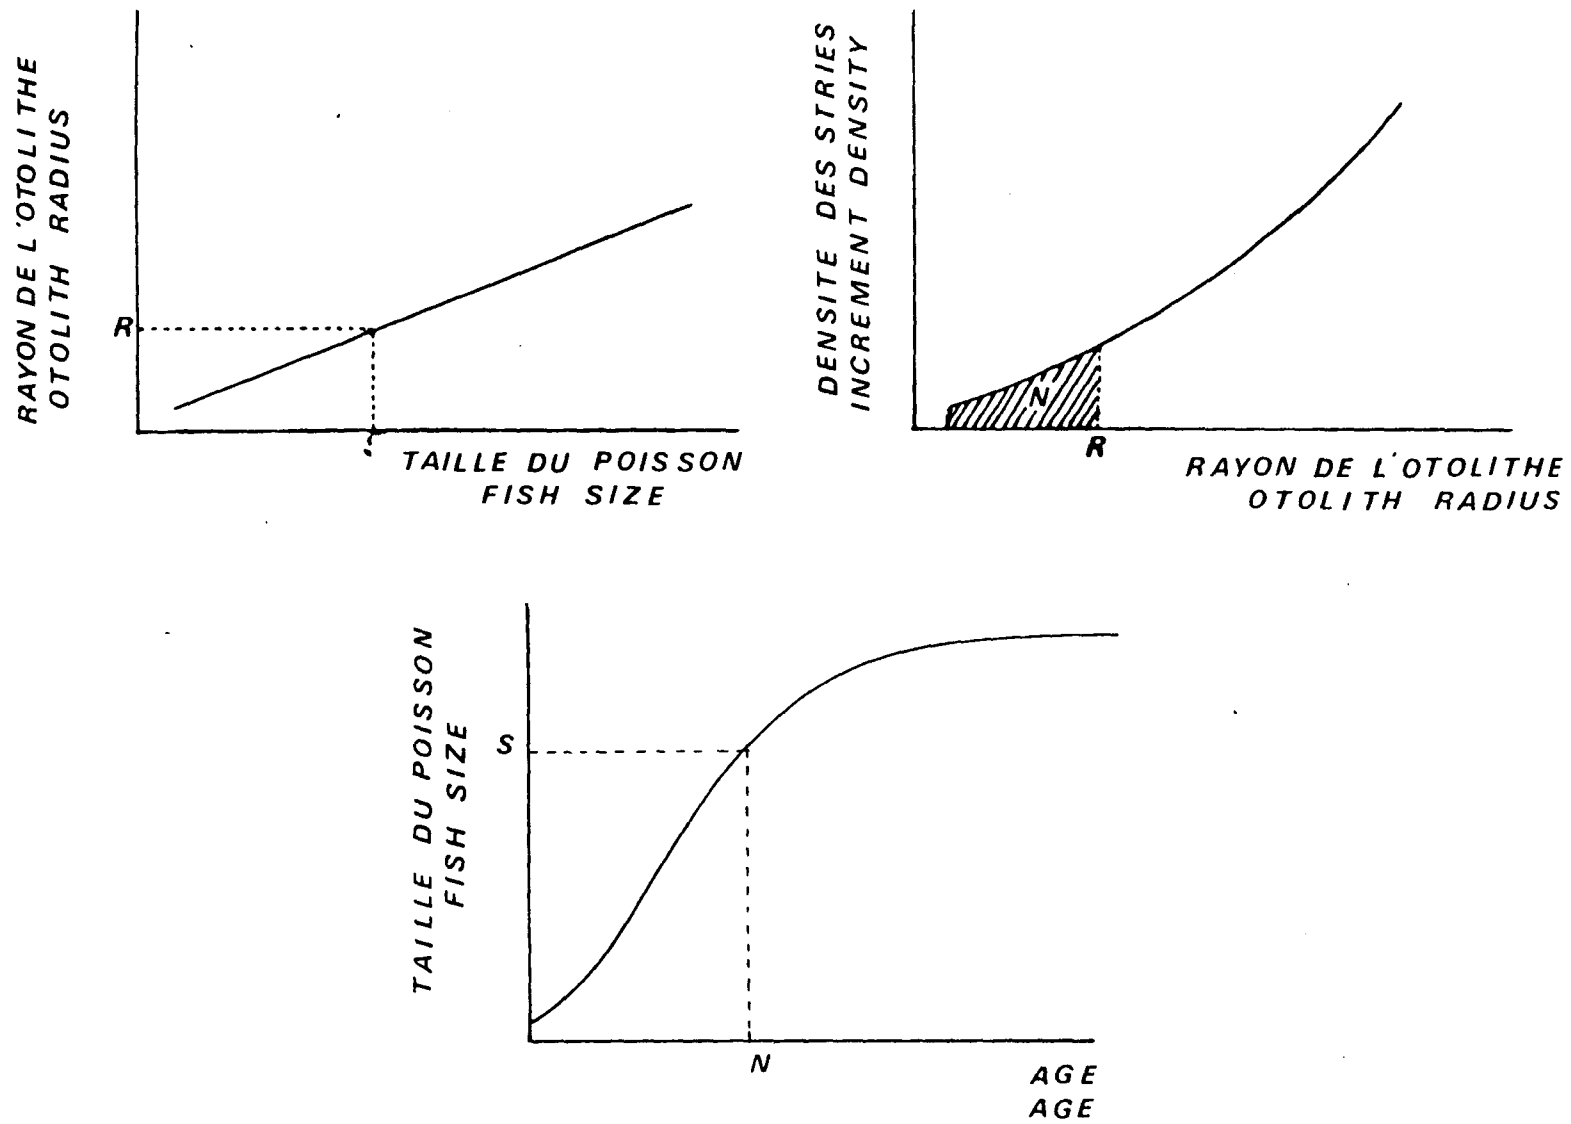 RAYON DE L'OTOLITHE
OTOLITH RADIUS
R
TAILLE DU POISSON
FISH SIZE
DENSITE DES STRIES
INCREMENT DENSITY
N
R
RAYON DE L'OTOLITHE
OTOLITH RADIUS
TAILLE DU POISSON
FISH SIZE
S
N
AGE
AGE